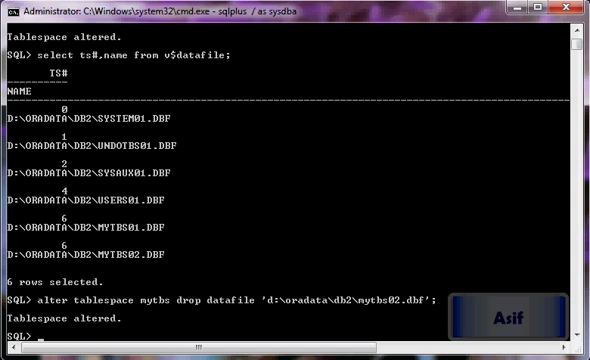 Administrator: C:\Windows\system32\cmd.exe - sqlplus / as sysdba
Tablespace altered.
SQL> select ts#,name from v$datafile;
TS#
----------
NAME
--------------------------------------------------------------------------------
0
D:\ORADATA\DB2\SYSTEM01.DBF
1
D:\ORADATA\DB2\UNDOTBS01.DBF
2
D:\ORADATA\DB2\SYSAUX01.DBF
4
D:\ORADATA\DB2\USERS01.DBF
6
D:\ORADATA\DB2\MYTBS01.DBF
6
D:\ORADATA\DB2\MYTBS02.DBF
6 rows selected.
SQL> alter tablespace mytbs drop datafile 'd:\oradata\db2\mytbs02.dbf';
Tablespace altered.
SQL> _
Asif